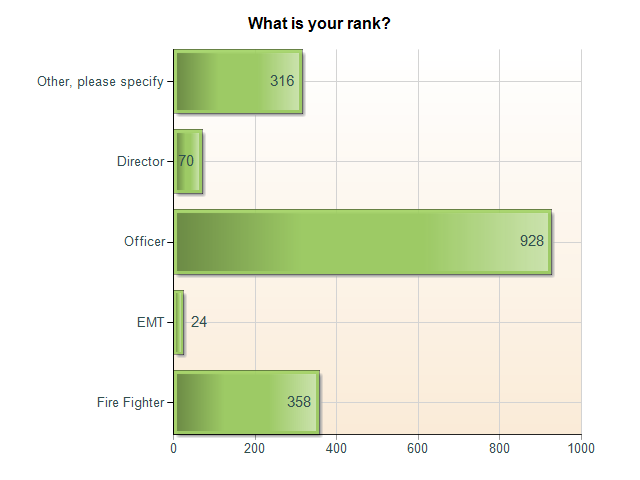 What is your rank?
Other, please specify 316
Director 70
Officer 928
EMT 24
Fire Fighter 358
0 200 400 600 800 1000